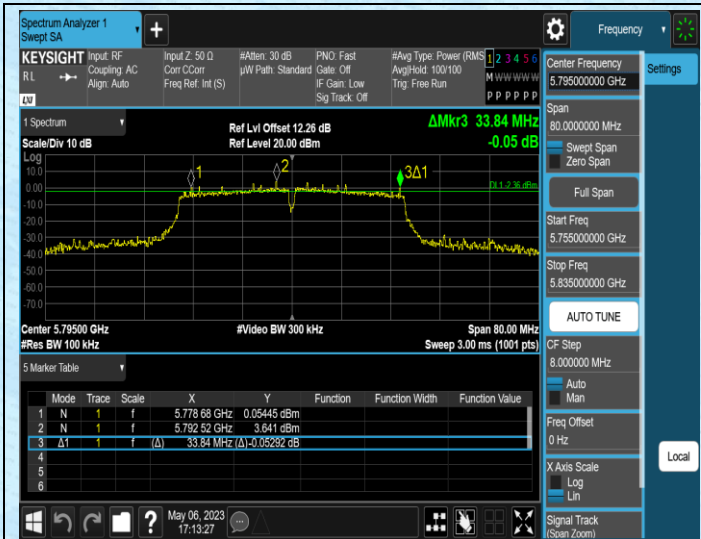 Spectrum Analyzer 1
Swept SA
Frequency
KEYSIGHT
RL
LXI
Input: RF
Coupling: AC
Align: Auto
Input Z: 50 Ω
Corr CCorr
Freq Ref: Int (S)
#Atten: 30 dB
µW Path: Standard
PNO: Fast
Gate: Off
IF Gain: Low
Sig Track: Off
#Avg Type: Power (RMS
Avg|Hold: 100/100
Trig: Free Run
1 2 3 4 5 6
M W W W W W
P P P P P P
1 Spectrum
Scale/Div 10 dB
Ref Lvl Offset 12.26 dB
Ref Level 20.00 dBm
ΔMkr3 33.84 MHz
-0.05 dB
Log
10.0
0.00
-10.0
-20.0
-30.0
-40.0
-50.0
-60.0
-70.0
1
2
3Δ1
DL1 -2.36 dBm
Center 5.79500 GHz
#Res BW 100 kHz
#Video BW 300 kHz
Span 80.00 MHz
Sweep 3.00 ms (1001 pts)
5 Marker Table
Mode Trace Scale X Y Function Function Width Function Value
1 N 1 f 5.778 68 GHz 0.05445 dBm
2 N 1 f 5.792 52 GHz 3.641 dBm
3 Δ1 1 f (Δ) 33.84 MHz (Δ)-0.05292 dB
4
5
6
May 06, 2023
17:13:27
Center Frequency
5.795000000 GHz
Settings
Span
80.0000000 MHz
Swept Span
Zero Span
Full Span
Start Freq
5.755000000 GHz
Stop Freq
5.835000000 GHz
AUTO TUNE
CF Step
8.000000 MHz
Auto
Man
Freq Offset
0 Hz
Local
X Axis Scale
Log
Lin
Signal Track
(Span Zoom)